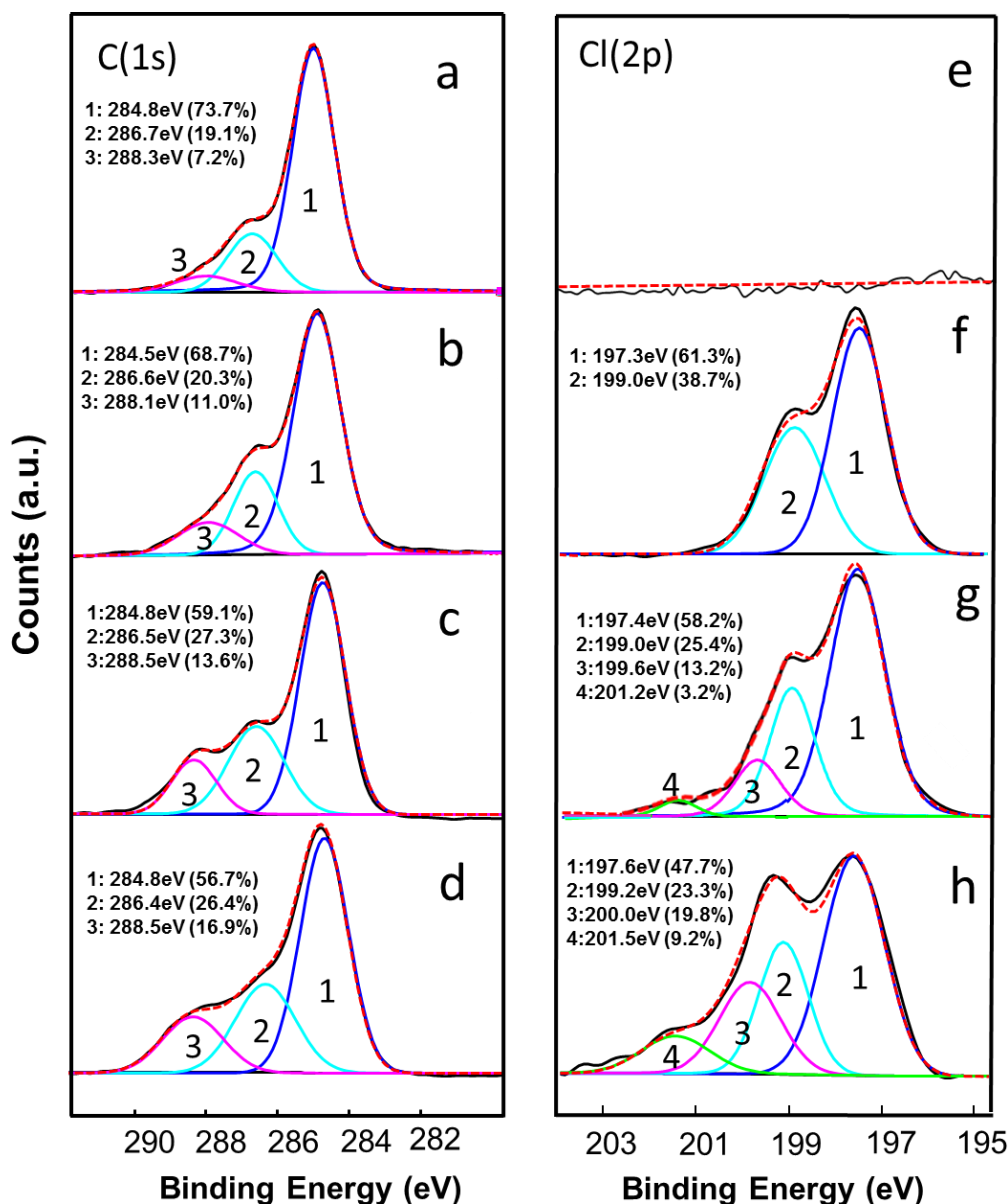 C(1s)
a
1: 284.8eV (73.7%)
2: 286.7eV (19.1%)
3: 288.3eV (7.2%)
1
2
3
b
1: 284.5eV (68.7%)
2: 286.6eV (20.3%)
3: 288.1eV (11.0%)
1
2
3
c
1:284.8eV (59.1%)
2:286.5eV (27.3%)
3:288.5eV (13.6%)
1
2
3
d
1: 284.8eV (56.7%)
2: 286.4eV (26.4%)
3: 288.5eV (16.9%)
1
2
3
290 288 286 284 282
Binding Energy (eV)
Counts (a.u.)
Cl(2p)
e
f
1: 197.3eV (61.3%)
2: 199.0eV (38.7%)
1
2
g
1:197.4eV (58.2%)
2:199.0eV (25.4%)
3:199.6eV (13.2%)
4:201.2eV (3.2%)
1
2
3
4
h
1:197.6eV (47.7%)
2:199.2eV (23.3%)
3:200.0eV (19.8%)
4:201.5eV (9.2%)
1
2
3
4
203 201 199 197 195
Binding Energy (eV)